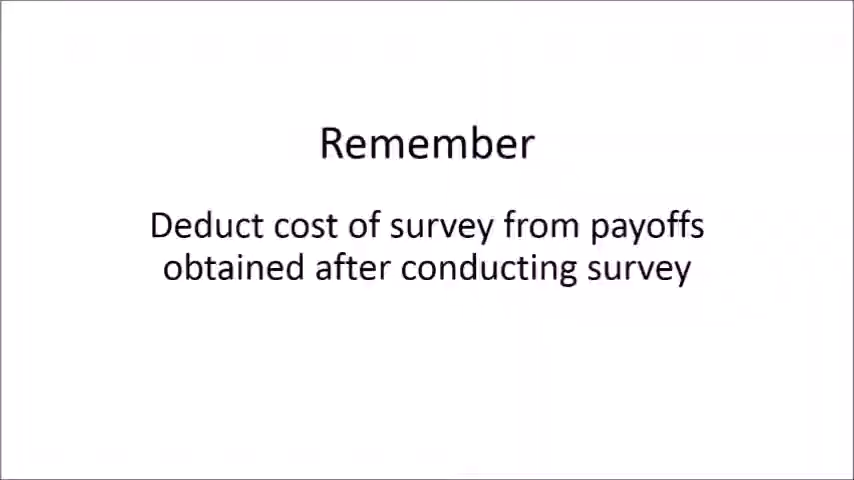 Remember
Deduct cost of survey from payoffs
obtained after conducting survey